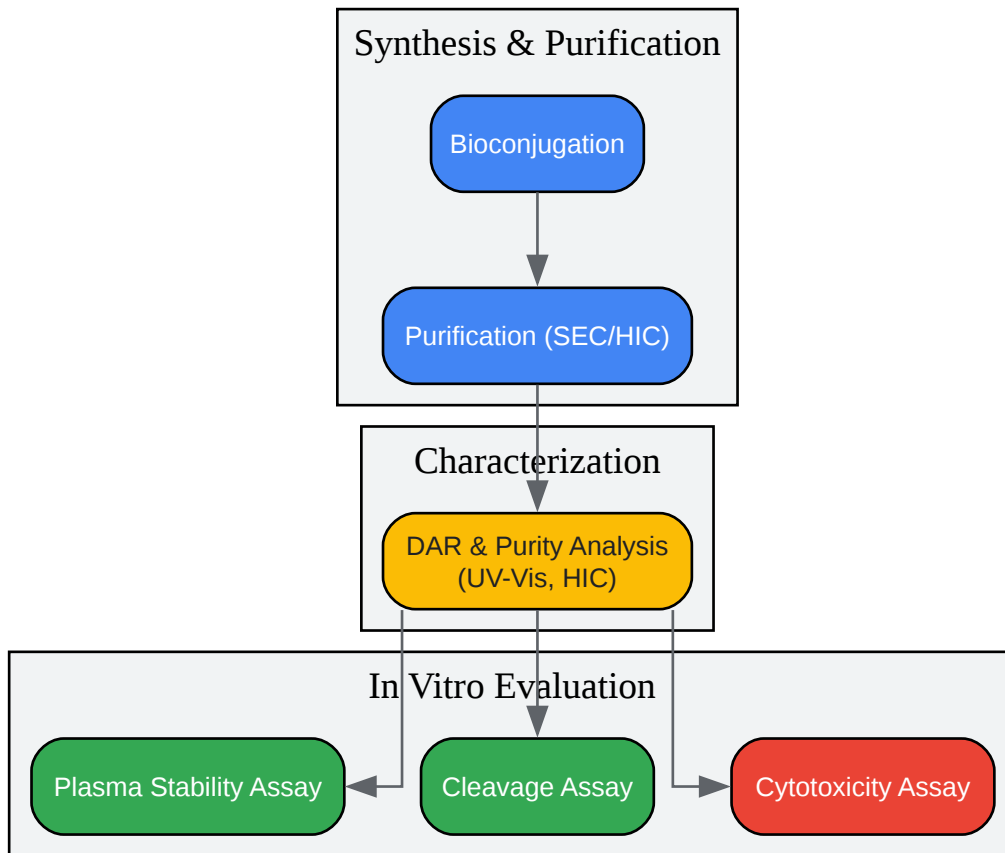 Synthesis & Purification
Bioconjugation
Purification (SEC/HIC)
Characterization
DAR & Purity Analysis
(UV-Vis, HIC)
In Vitro Evaluation
Plasma Stability Assay
Cleavage Assay
Cytotoxicity Assay